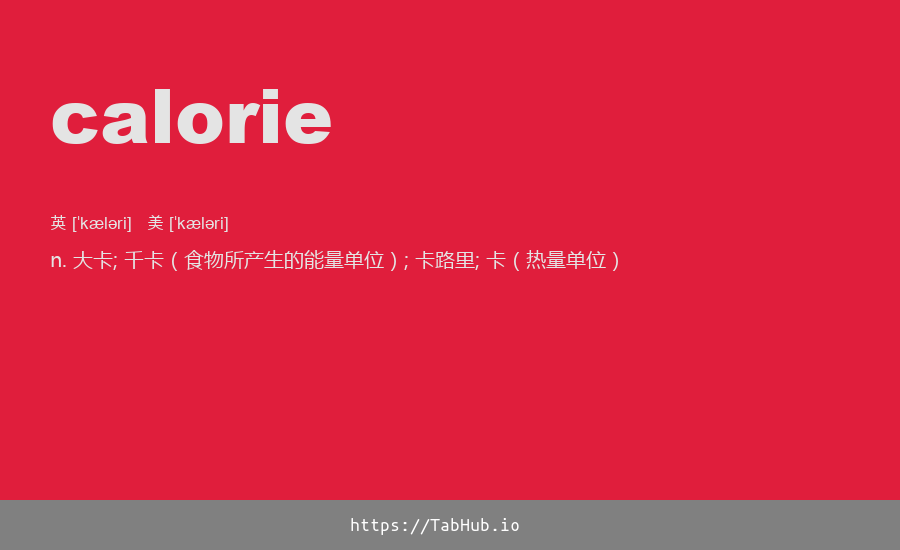 calorie
英 [ˈkæləri] 美 [ˈkæləri]
n. 大卡; 千卡 ( 食物所产生的能量单位 ) ; 卡路里; 卡 ( 热量单位 )
https://TabHub.io